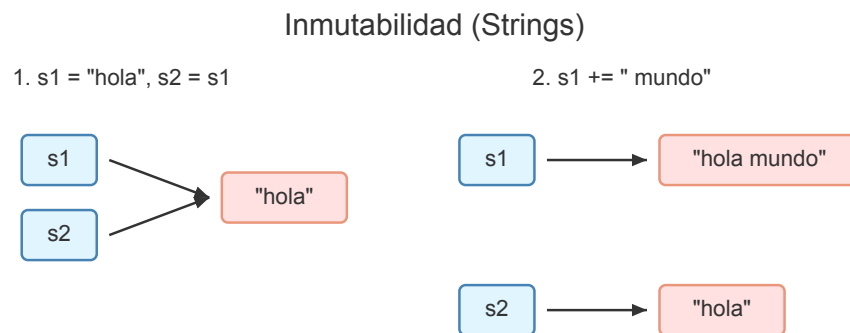 Inmutabilidad (Strings)
1. s1 = "hola", s2 = s1
s1
s2
"hola"
2. s1 += " mundo"
s1
"hola mundo"
s2
"hola"